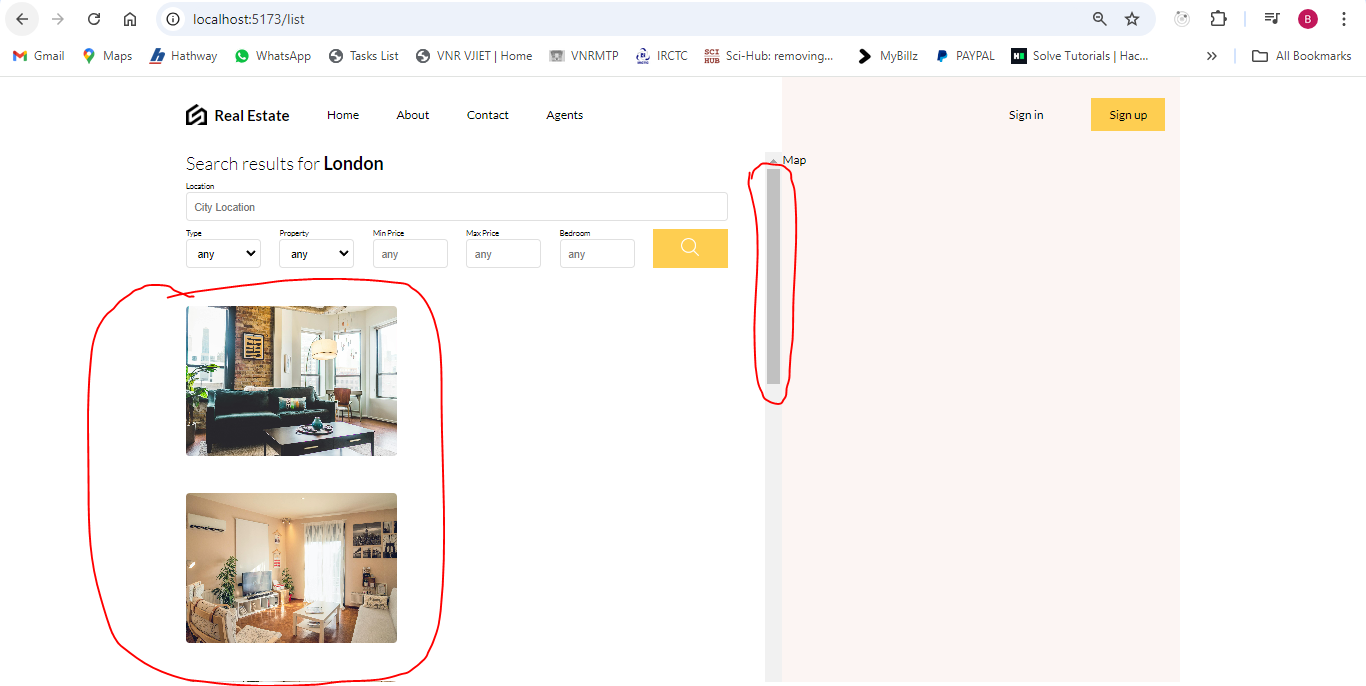 localhost:5173/list
B
Gmail Maps Hathway WhatsApp Tasks List VNR VJIET | Home VNRMTP IRCTC SCI HUB Sci-Hub: removing... MyBillz PAYPAL H Solve Tutorials | Hac... » All Bookmarks
Real Estate Home About Contact Agents Sign in Sign up
Search results for London
Map
Location
City Location
Type Property Min Price Max Price Bedroom
any any any any any